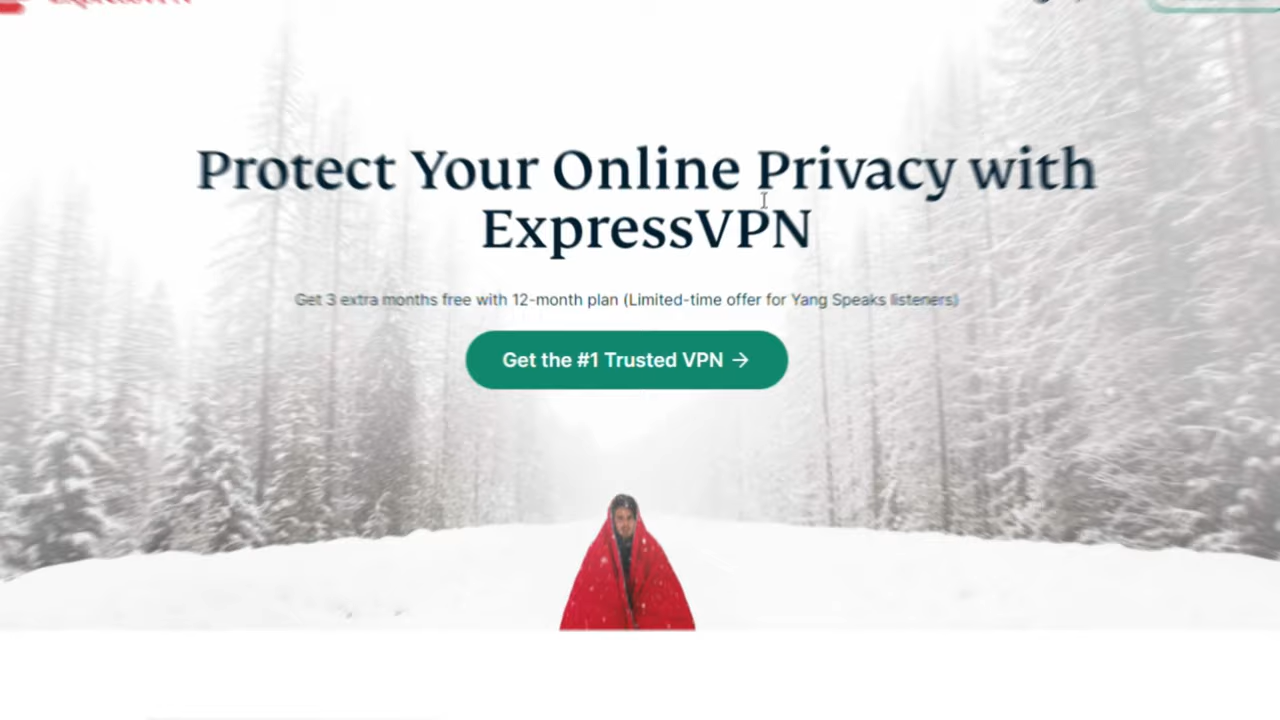 Protect Your Online Privacy with
ExpressVPN
Get 3 extra months free with 12-month plan (Limited-time offer for Yang Speaks listeners)
Get the #1 Trusted VPN →